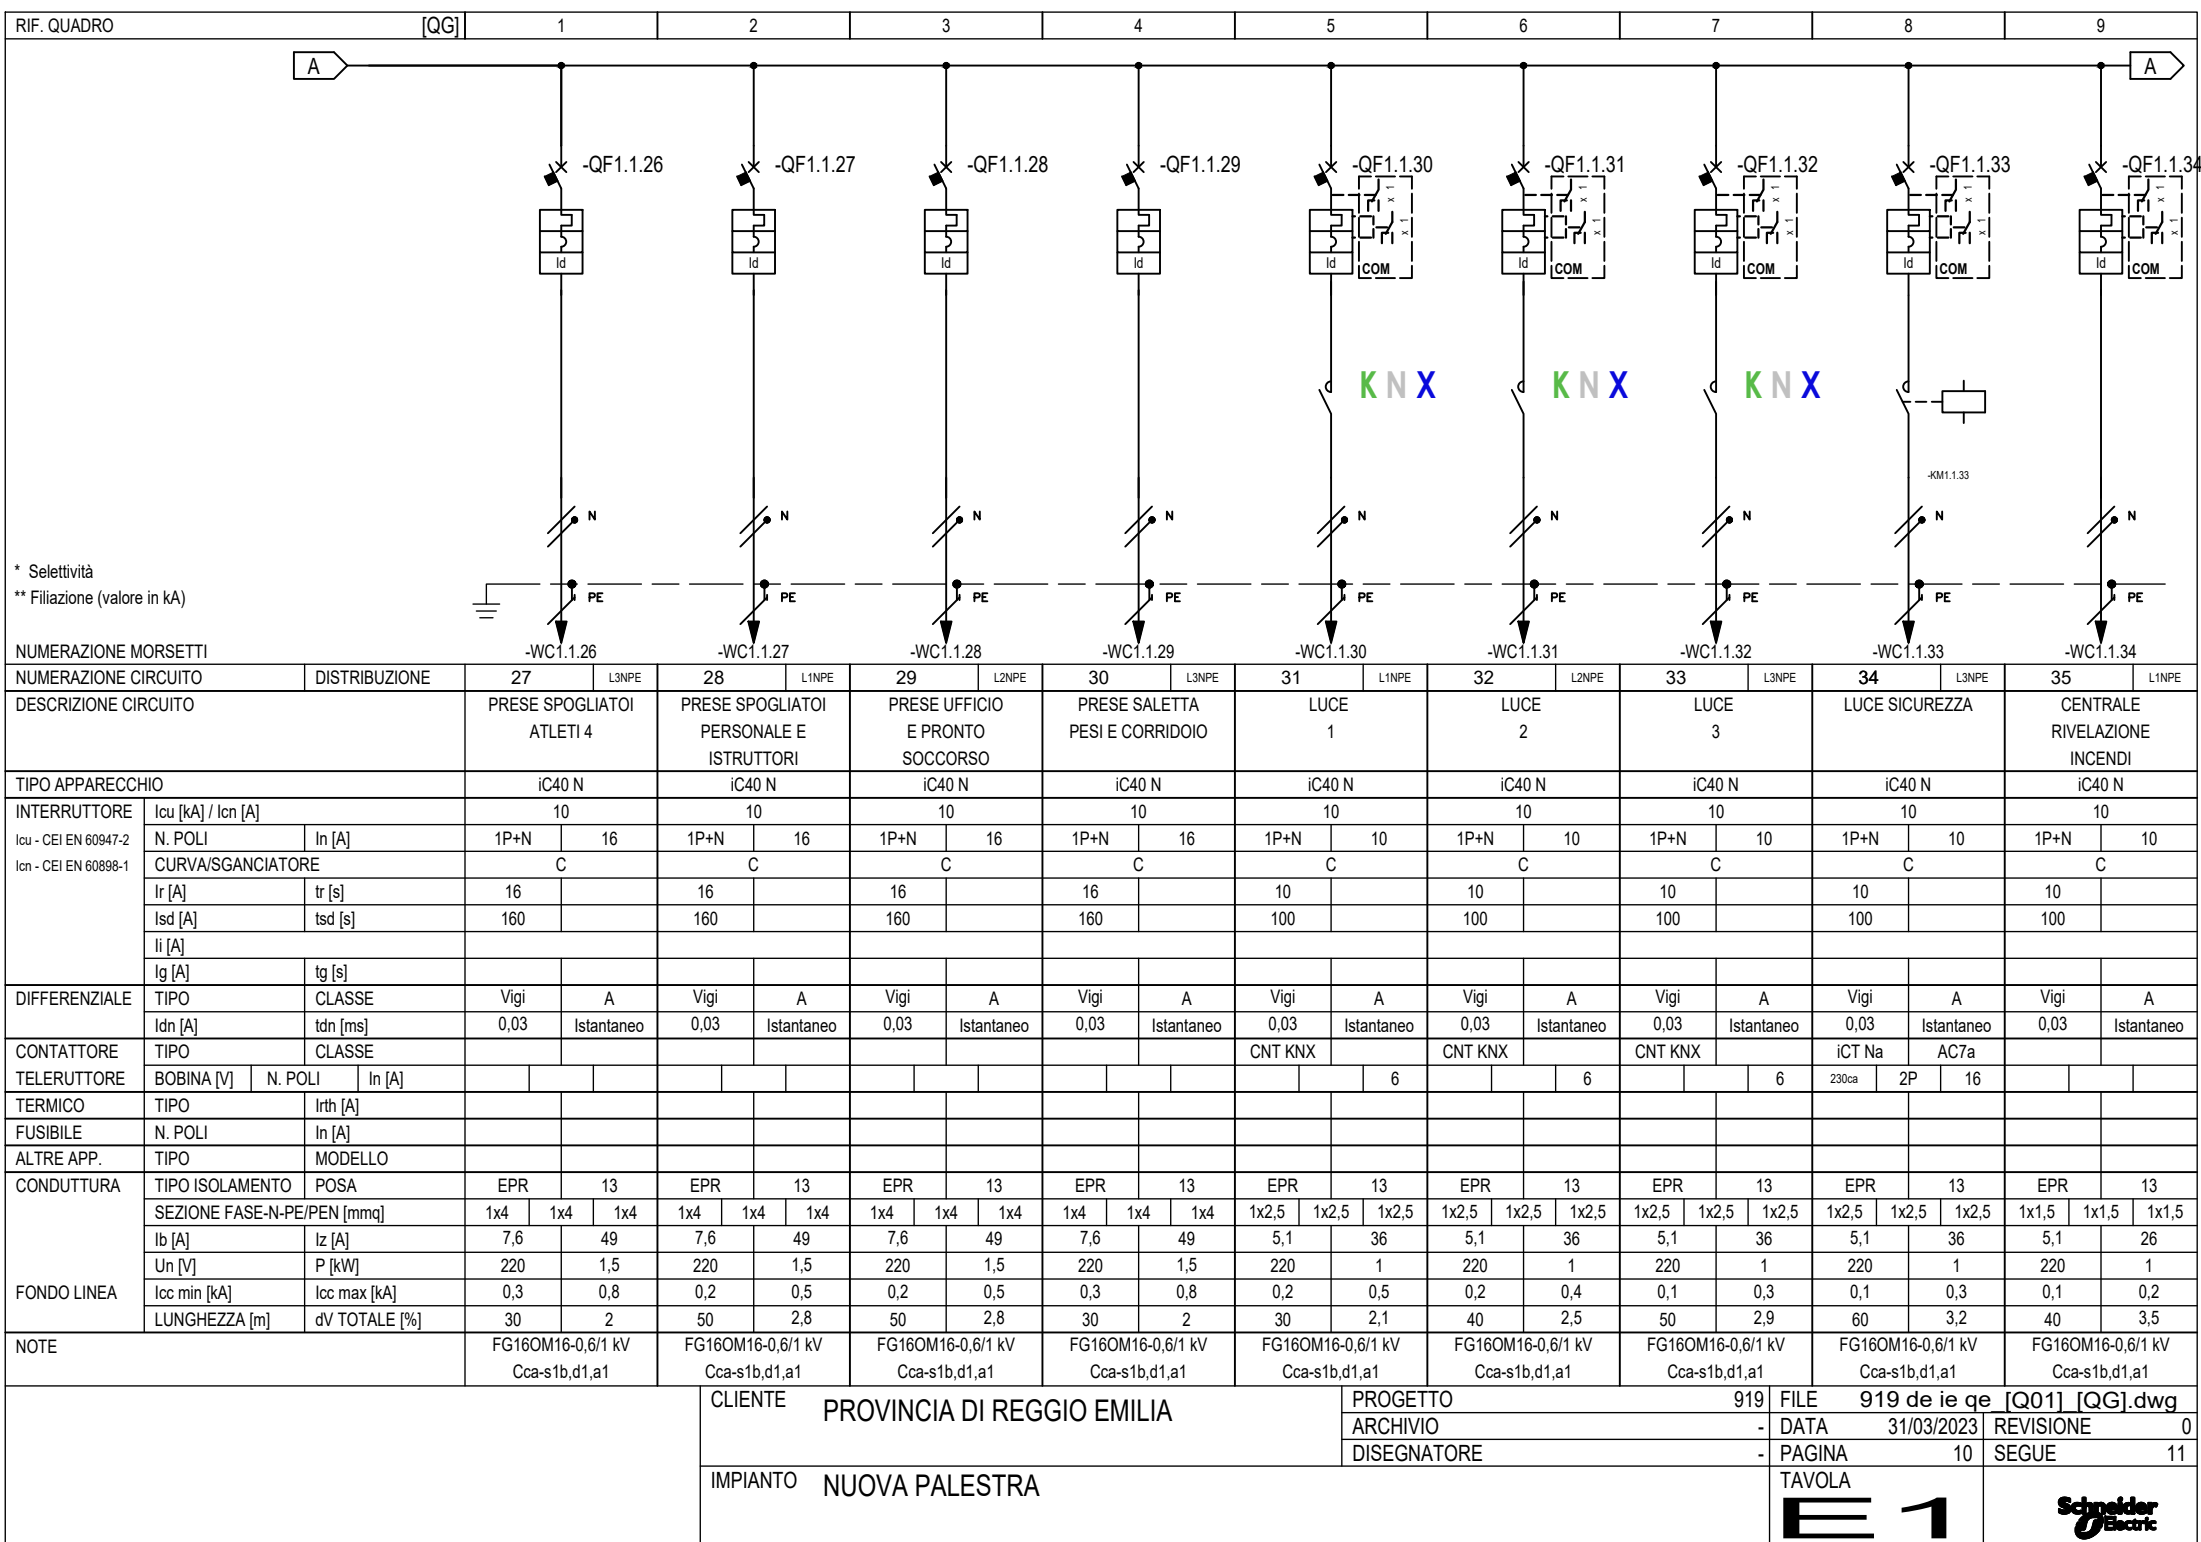 RIF. QUADRO [QG] 1 2 3 4 5 6 7 8 9
A A
-QF1.1.26 -QF1.1.27 -QF1.1.28 -QF1.1.29 -QF1.1.30 -QF1.1.31 -QF1.1.32 -QF1.1.33 -QF1.1.34
x 1 x 1 x 1 x 1 x 1
x 1 x 1 x 1 x 1 x 1
Id Id Id Id Id COM Id COM Id COM Id COM Id COM
KNX KNX KNX
-KM1.1.33
N N N N N N N N N
* Selettività
** Filiazione (valore in kA)
PE PE PE PE PE PE PE PE PE
NUMERAZIONE MORSETTI -WC1.1.26 -WC1.1.27 -WC1.1.28 -WC1.1.29 -WC1.1.30 -WC1.1.31 -WC1.1.32 -WC1.1.33 -WC1.1.34
NUMERAZIONE CIRCUITO DISTRIBUZIONE 27 L3NPE 28 L1NPE 29 L2NPE 30 L3NPE 31 L1NPE 32 L2NPE 33 L3NPE 34 L3NPE 35 L1NPE
DESCRIZIONE CIRCUITO PRESE SPOGLIATOI PRESE SPOGLIATOI PRESE UFFICIO PRESE SALETTA LUCE LUCE LUCE LUCE SICUREZZA CENTRALE
ATLETI 4 PERSONALE E E PRONTO PESI E CORRIDOIO 1 2 3 RIVELAZIONE
ISTRUTTORI SOCCORSO INCENDI
TIPO APPARECCHIO iC40 N iC40 N iC40 N iC40 N iC40 N iC40 N iC40 N iC40 N iC40 N
INTERRUTTORE Icu [kA] / Icn [A] 10 10 10 10 10 10 10 10 10
Icu - CEI EN 60947-2 N. POLI In [A] 1P+N 16 1P+N 16 1P+N 16 1P+N 16 1P+N 10 1P+N 10 1P+N 10 1P+N 10 1P+N 10
Icn - CEI EN 60898-1 CURVA/SGANCIATORE C C C C C C C C C
Ir [A] tr [s] 16 16 16 16 10 10 10 10 10
Isd [A] tsd [s] 160 160 160 160 100 100 100 100 100
Ii [A]
Ig [A] tg [s]
DIFFERENZIALE TIPO CLASSE Vigi A Vigi A Vigi A Vigi A Vigi A Vigi A Vigi A Vigi A Vigi A
Idn [A] tdn [ms] 0,03 Istantaneo 0,03 Istantaneo 0,03 Istantaneo 0,03 Istantaneo 0,03 Istantaneo 0,03 Istantaneo 0,03 Istantaneo 0,03 Istantaneo 0,03 Istantaneo
CONTATTORE TIPO CLASSE CNT KNX CNT KNX CNT KNX iCT Na AC7a
TELERUTTORE BOBINA [V] N. POLI In [A] 6 6 6 230ca 2P 16
TERMICO TIPO Irth [A]
FUSIBILE N. POLI In [A]
ALTRE APP. TIPO MODELLO
CONDUTTURA TIPO ISOLAMENTO POSA EPR 13 EPR 13 EPR 13 EPR 13 EPR 13 EPR 13 EPR 13 EPR 13 EPR 13
SEZIONE FASE-N-PE/PEN [mmq] 1x4 1x4 1x4 1x4 1x4 1x4 1x4 1x4 1x4 1x4 1x4 1x4 1x2,5 1x2,5 1x2,5 1x2,5 1x2,5 1x2,5 1x2,5 1x2,5 1x2,5 1x2,5 1x2,5 1x2,5 1x1,5 1x1,5 1x1,5
Ib [A] Iz [A] 7,6 49 7,6 49 7,6 49 7,6 49 5,1 36 5,1 36 5,1 36 5,1 36 5,1 26
Un [V] P [kW] 220 1,5 220 1,5 220 1,5 220 1,5 220 1 220 1 220 1 220 1 220 1
FONDO LINEA Icc min [kA] Icc max [kA] 0,3 0,8 0,2 0,5 0,2 0,5 0,3 0,8 0,2 0,5 0,2 0,4 0,1 0,3 0,1 0,3 0,1 0,2
LUNGHEZZA [m] dV TOTALE [%] 30 2 50 2,8 50 2,8 30 2 30 2,1 40 2,5 50 2,9 60 3,2 40 3,5
NOTE FG16OM16-0,6/1 kV FG16OM16-0,6/1 kV FG16OM16-0,6/1 kV FG16OM16-0,6/1 kV FG16OM16-0,6/1 kV FG16OM16-0,6/1 kV FG16OM16-0,6/1 kV FG16OM16-0,6/1 kV FG16OM16-0,6/1 kV
Cca-s1b,d1,a1 Cca-s1b,d1,a1 Cca-s1b,d1,a1 Cca-s1b,d1,a1 Cca-s1b,d1,a1 Cca-s1b,d1,a1 Cca-s1b,d1,a1 Cca-s1b,d1,a1 Cca-s1b,d1,a1
CLIENTE PROVINCIA DI REGGIO EMILIA PROGETTO 919 FILE 919 de ie qe_[Q01]_[QG].dwg
ARCHIVIO - DATA 31/03/2023 REVISIONE 0
DISEGNATORE - PAGINA 10 SEGUE 11
IMPIANTO NUOVA PALESTRA TAVOLA
E 1 Schneider
Electric